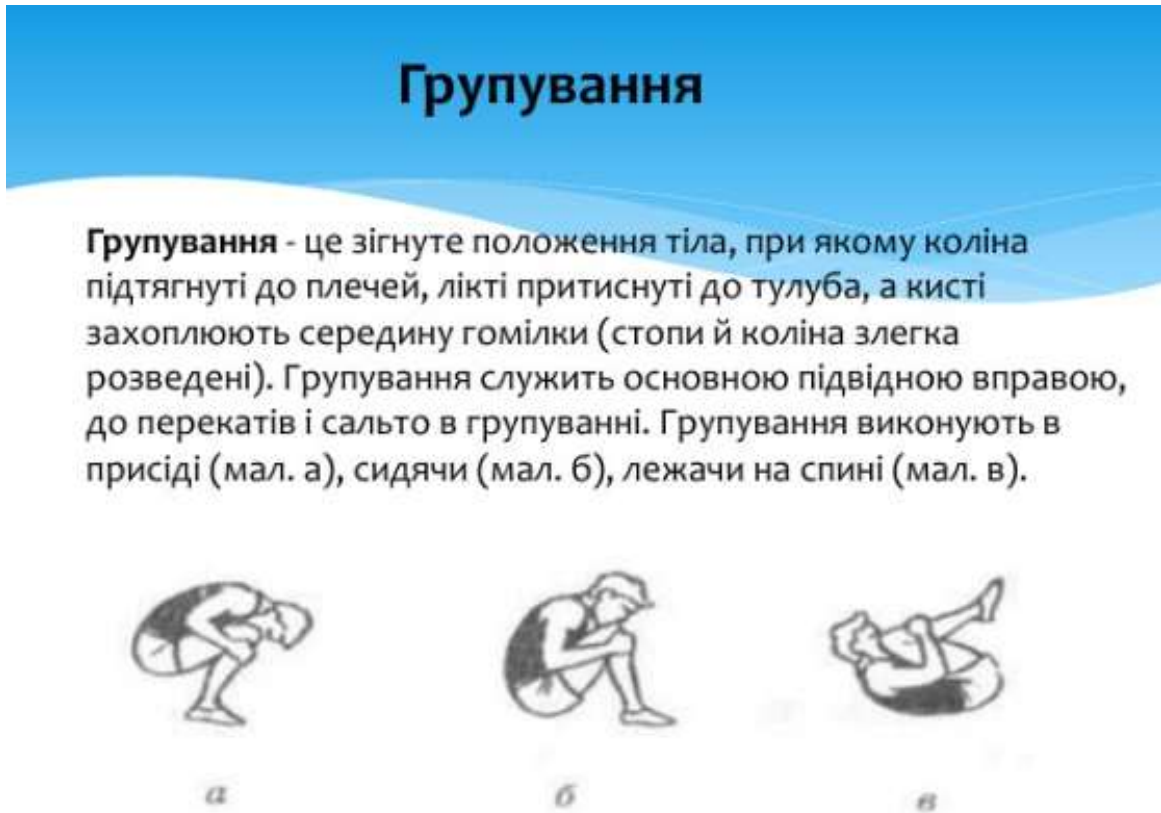 Групування
Групування - це зігнуте положення тіла, при якому коліна
підтягнуті до плечей, лікті притиснуті до тулуба, а кисті
захоплюють середину гомілки (стопи й коліна злегка
розведені). Групування служить основною підвідною вправою,
до перекатів і сальто в групуванні. Групування виконують в
присіді (мал. а), сидячи (мал. б), лежачи на спині (мал. в).
а б в